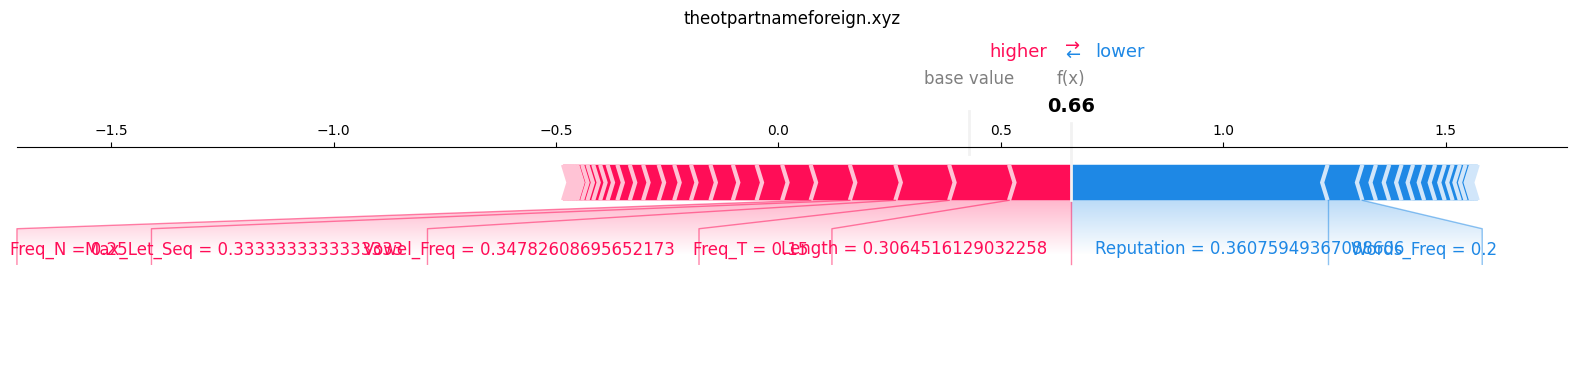 theotpartnameforeign.xyz
higher → ← lower
base value f(x)
0.66
−1.5 −1.0 −0.5 0.0 0.5 1.0 1.5
Freq_N = 0.25 Max_Let_Seq = 0.3333333333333333 Vowel_Freq = 0.34782608695652173 Freq_T = 0.15 Length = 0.3064516129032258 Reputation = 0.36075949367088606 Words_Freq = 0.2